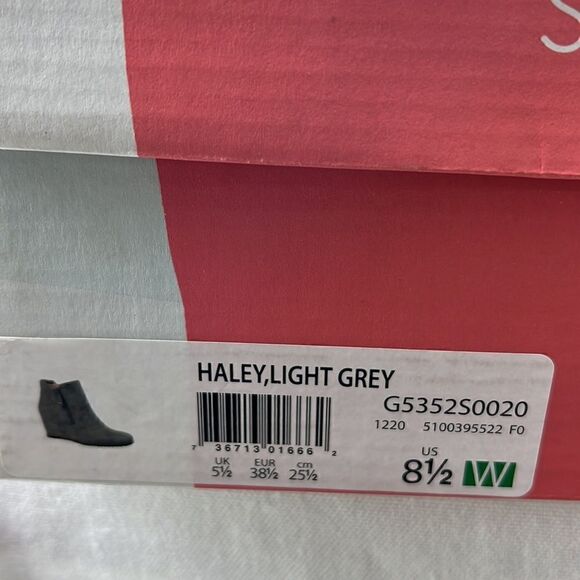 S
HALEY,LIGHT GREY
G5352S0020
1220 5100395522 F0
7 36713 01666 2
UK EUR cm
5½ 38½ 25½
US
8½ W